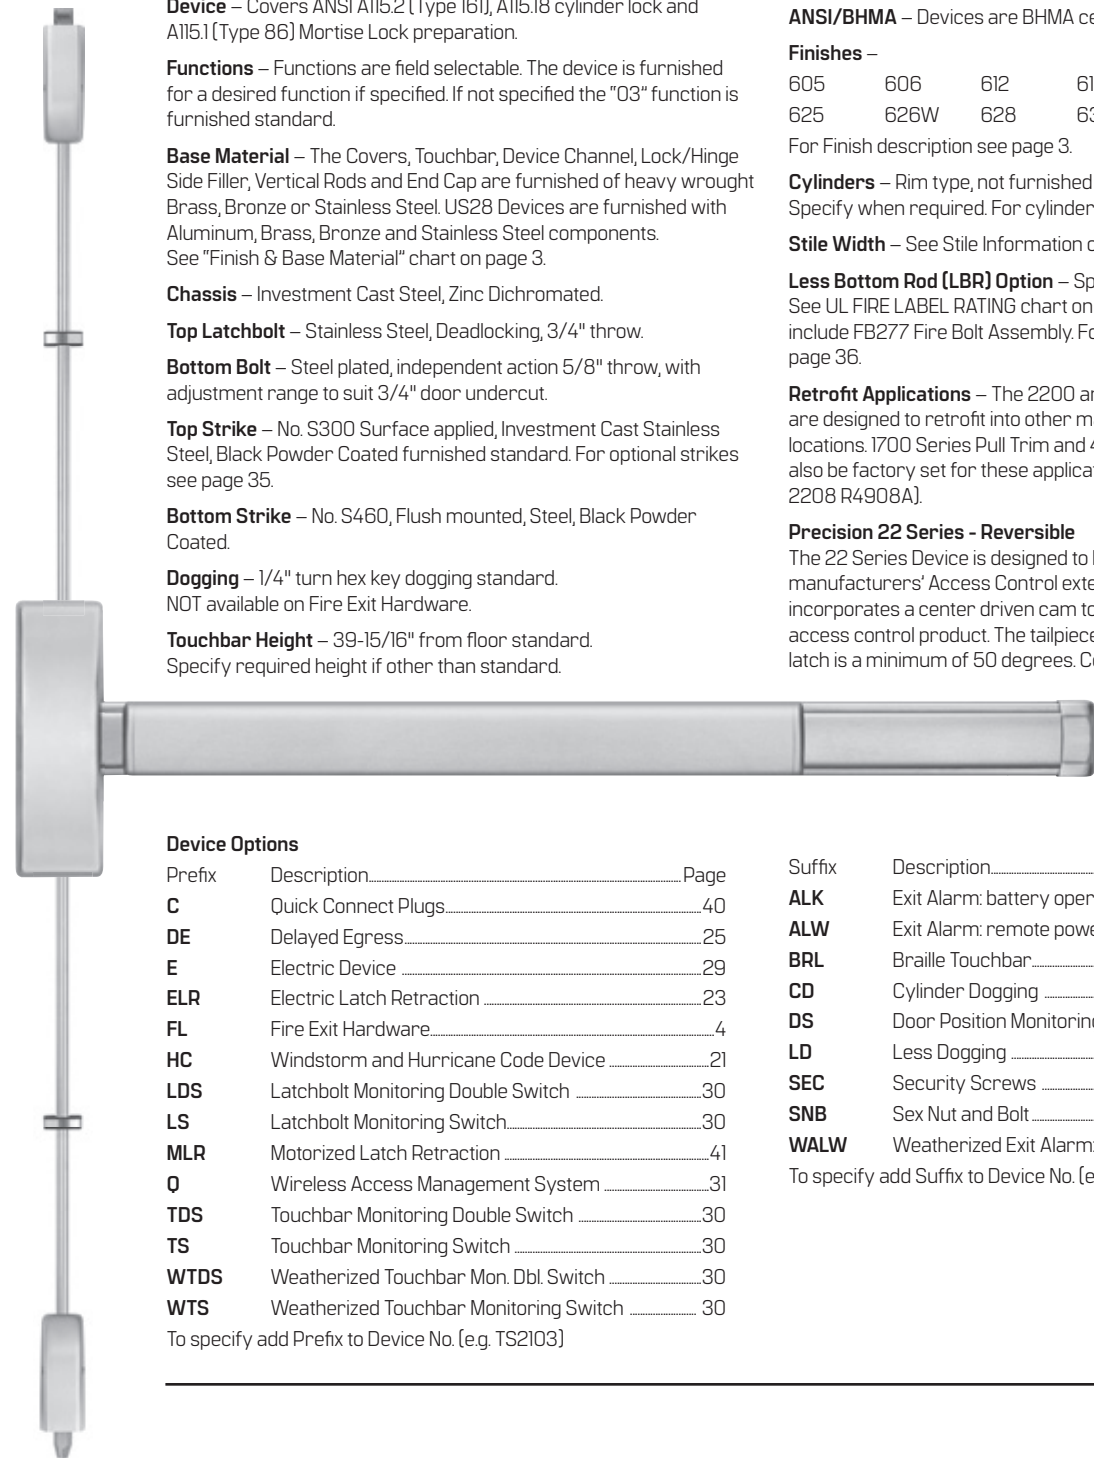 Device – Covers ANSI A115.2 (Type 161), A115.18 cylinder lock and
A115.1 (Type 86) Mortise Lock preparation.
Functions – Functions are field selectable. The device is furnished
for a desired function if specified. If not specified the "03" function is
furnished standard.
Base Material – The Covers, Touchbar, Device Channel, Lock/Hinge
Side Filler, Vertical Rods and End Cap are furnished of heavy wrought
Brass, Bronze or Stainless Steel. US28 Devices are furnished with
Aluminum, Brass, Bronze and Stainless Steel components.
See "Finish & Base Material" chart on page 3.
Chassis – Investment Cast Steel, Zinc Dichromated.
Top Latchbolt – Stainless Steel, Deadlocking, 3/4" throw.
Bottom Bolt – Steel plated, independent action 5/8" throw, with
adjustment range to suit 3/4" door undercut.
Top Strike – No. S300 Surface applied, Investment Cast Stainless
Steel, Black Powder Coated furnished standard. For optional strikes
see page 35.
Bottom Strike – No. S460, Flush mounted, Steel, Black Powder
Coated.
Dogging – 1/4" turn hex key dogging standard.
NOT available on Fire Exit Hardware.
Touchbar Height – 39-15/16" from floor standard.
Specify required height if other than standard.
ANSI/BHMA – Devices are BHMA
Finishes –
605 606 612
625 626W 628
For Finish description see page 3.
Cylinders – Rim type, not furnished
Specify when required. For cylinder
Stile Width – See Stile Information
Less Bottom Rod (LBR) Option –
See UL FIRE LABEL RATING chart on
include FB277 Fire Bolt Assembly.
page 36.
Retrofit Applications – The 2200
are designed to retrofit into other
locations. 1700 Series Pull Trim and
also be factory set for these
2208 R4908A).
Precision 22 Series - Reversible
The 22 Series Device is designed to
manufacturers' Access Control
incorporates a center driven cam
access control product. The tailpiece
latch is a minimum of 50 degrees.
Device Options
Prefix Description Page
C Quick Connect Plugs 40
DE Delayed Egress 25
E Electric Device 29
ELR Electric Latch Retraction 23
FL Fire Exit Hardware 4
HC Windstorm and Hurricane Code Device 21
LDS Latchbolt Monitoring Double Switch 30
LS Latchbolt Monitoring Switch 30
MLR Motorized Latch Retraction 41
Q Wireless Access Management System 31
TDS Touchbar Monitoring Double Switch 30
TS Touchbar Monitoring Switch 30
WTDS Weatherized Touchbar Mon. Dbl. Switch 30
WTS Weatherized Touchbar Monitoring Switch 30
To specify add Prefix to Device No. (e.g. TS2103)
Suffix Description
ALK Exit Alarm: battery
ALW Exit Alarm: remote
BRL Braille Touchbar
CD Cylinder Dogging
DS Door Position
LD Less Dogging
SEC Security Screws
SNB Sex Nut and Bolt
WALW Weatherized Exit Alarm:
To specify add Suffix to Device No.